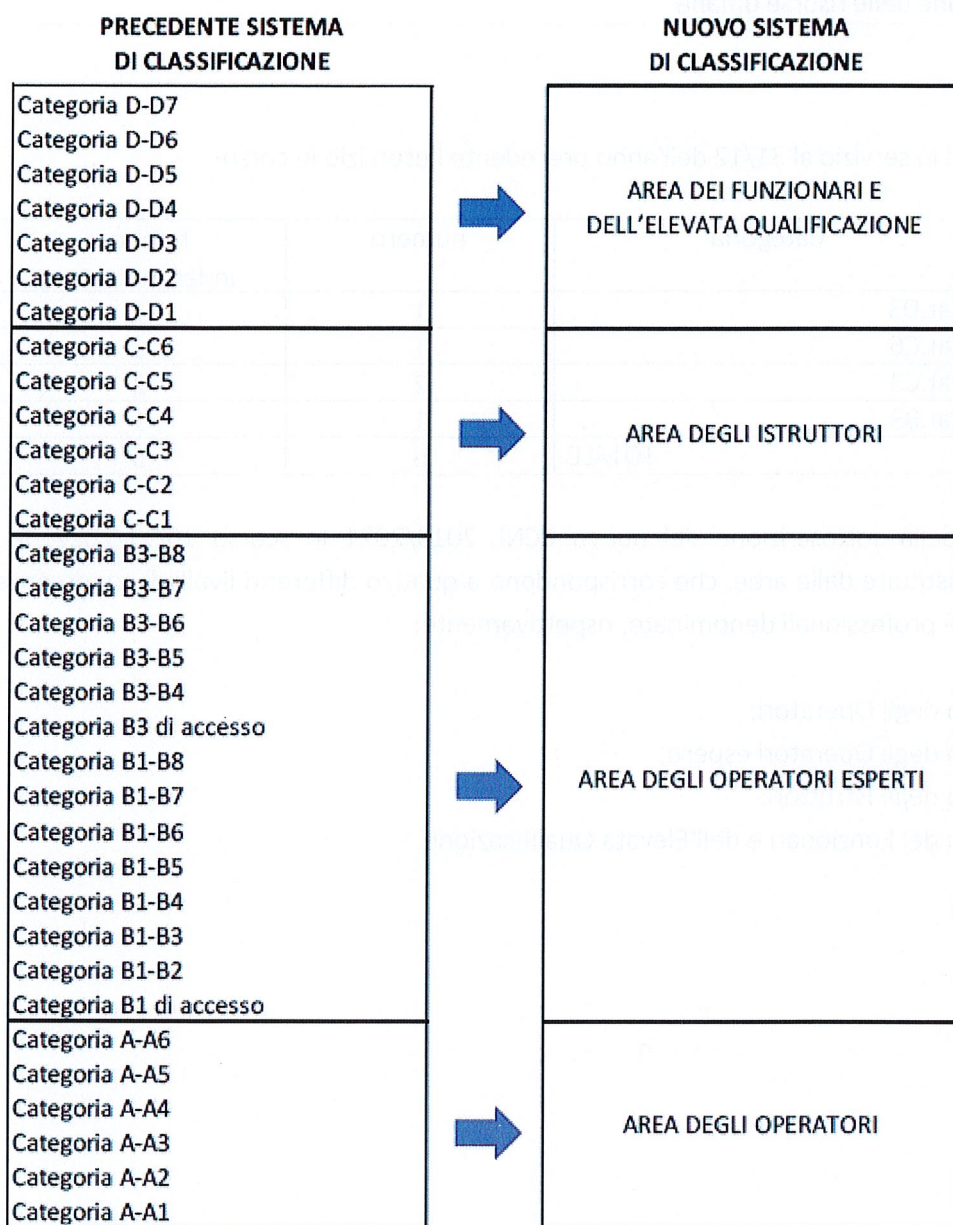 PRECEDENTE SISTEMA
DI CLASSIFICAZIONE
Categoria D-D7
Categoria D-D6
Categoria D-D5
Categoria D-D4
Categoria D-D3
Categoria D-D2
Categoria D-D1
Categoria C-C6
Categoria C-C5
Categoria C-C4
Categoria C-C3
Categoria C-C2
Categoria C-C1
Categoria B3-B8
Categoria B3-B7
Categoria B3-B6
Categoria B3-B5
Categoria B3-B4
Categoria B3 di accesso
Categoria B1-B8
Categoria B1-B7
Categoria B1-B6
Categoria B1-B5
Categoria B1-B4
Categoria B1-B3
Categoria B1-B2
Categoria B1 di accesso
Categoria A-A6
Categoria A-A5
Categoria A-A4
Categoria A-A3
Categoria A-A2
Categoria A-A1
NUOVO SISTEMA
DI CLASSIFICAZIONE
AREA DEI FUNZIONARI E
DELL'ELEVATA QUALIFICAZIONE
AREA DEGLI ISTRUTTORI
AREA DEGLI OPERATORI ESPERTI
AREA DEGLI OPERATORI